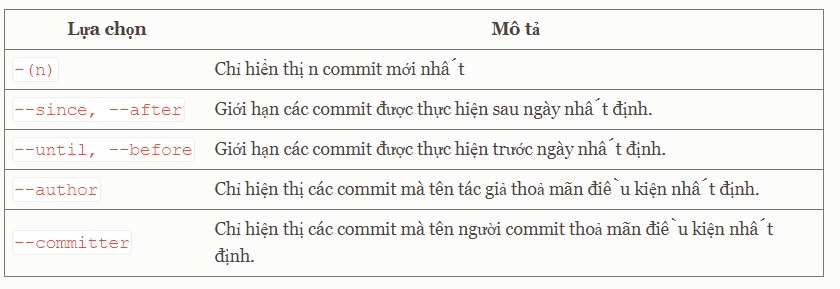 Lựa chọn Mô tả
-(n) Chỉ hiển thị n commit mới nhất
--since, --after Giới hạn các commit được thực hiện sau ngày nhất định.
--until, --before Giới hạn các commit được thực hiện trước ngày nhất định.
--author Chỉ hiện thị các commit mà tên tác giả thoả mãn điều kiện nhất định.
--committer Chỉ hiện thị các commit mà tên người commit thoả mãn điều kiện nhất
định.